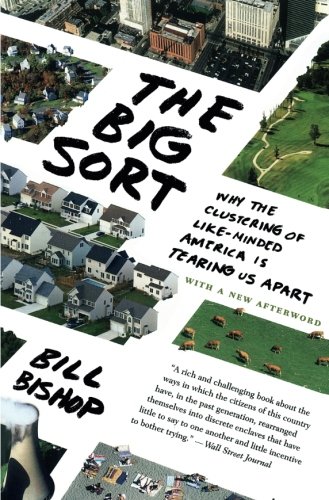 THE
BIG
SORT
WHY THE
CLUSTERING OF
LIKE-MINDED
AMERICA IS
TEARING US APART
WITH A NEW AFTERWORD
BILL
BISHOP
"A rich and challenging book about the
ways in which the citizens of this country
have, in the past generation, rearranged
themselves into discrete enclaves that have
little to say to one another and little incentive
to bother trying." — Wall Street Journal